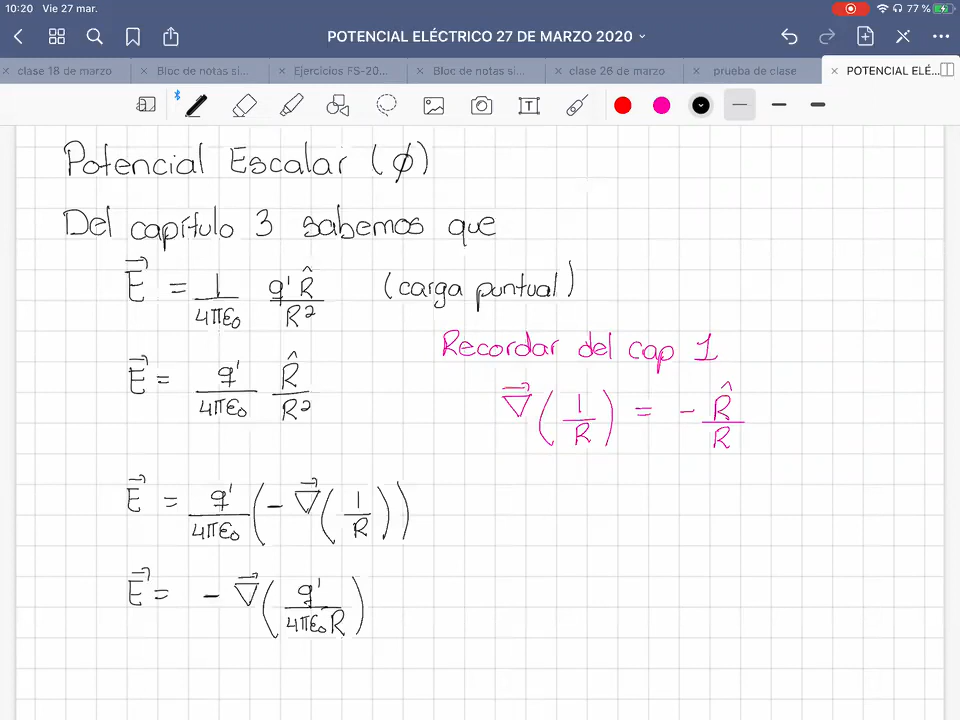 10:20 Vie 27 mar. 77 %
POTENCIAL ELÉCTRICO 27 DE MARZO 2020
clase 18 de marzo Bloc de notas si... Ejercicios FS-20... Bloc de notas si... clase 26 de marzo prueba de clase POTENCIAL ELÉ...
T
Potencial Escalar (ϕ)
Del capítulo 3 sabemos que
E⃗ = 1/(4πε₀) q' R̂/R² (carga puntual)
Recordar del cap 1
E⃗ = q'/(4πε₀) R̂/R²
∇⃗(1/R) = - R̂/R
E⃗ = q'/(4πε₀) (-∇⃗(1/R))
E⃗ = - ∇⃗(q'/(4πε₀R))